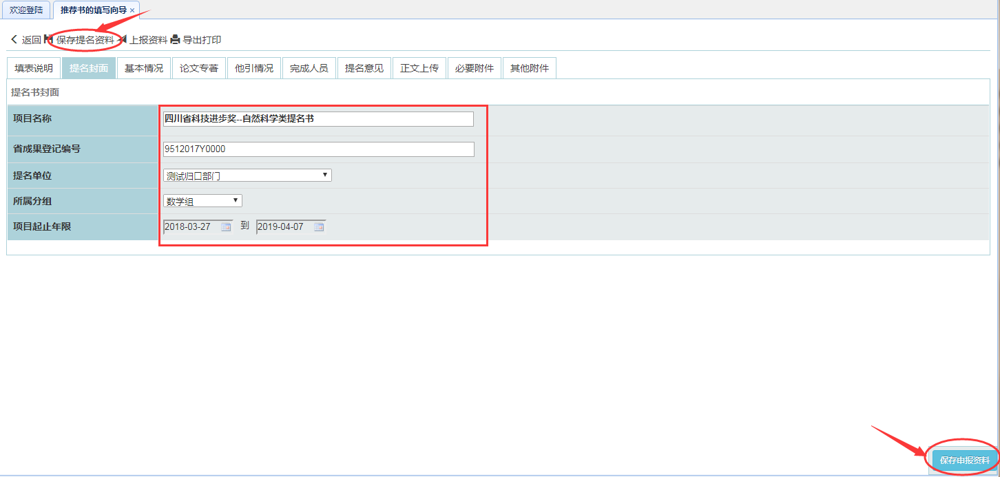 欢迎登陆 推荐书的填写向导 ×
返回 保存提名资料 上报资料 导出打印
填表说明 提名封面 基本情况 论文专著 他引情况 完成人员 提名意见 正文上传 必要附件 其他附件
提名书封面
项目名称 四川省科技进步奖--自然科学类提名书
省成果登记编号 9512017Y0000
提名单位 测试归口部门
所属分组 数学组
项目起止年限 2018-03-27 到 2019-04-07
保存申报资料